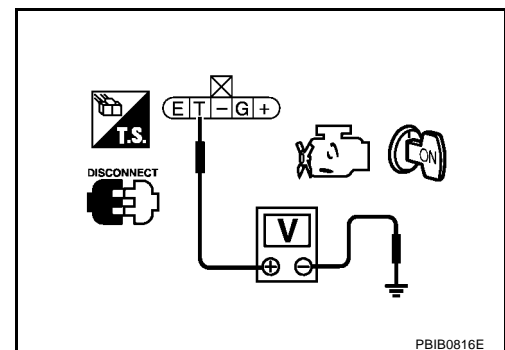 E T − G +
T.S.
DISCONNECT
ON
V
+ −
PBIB0816E